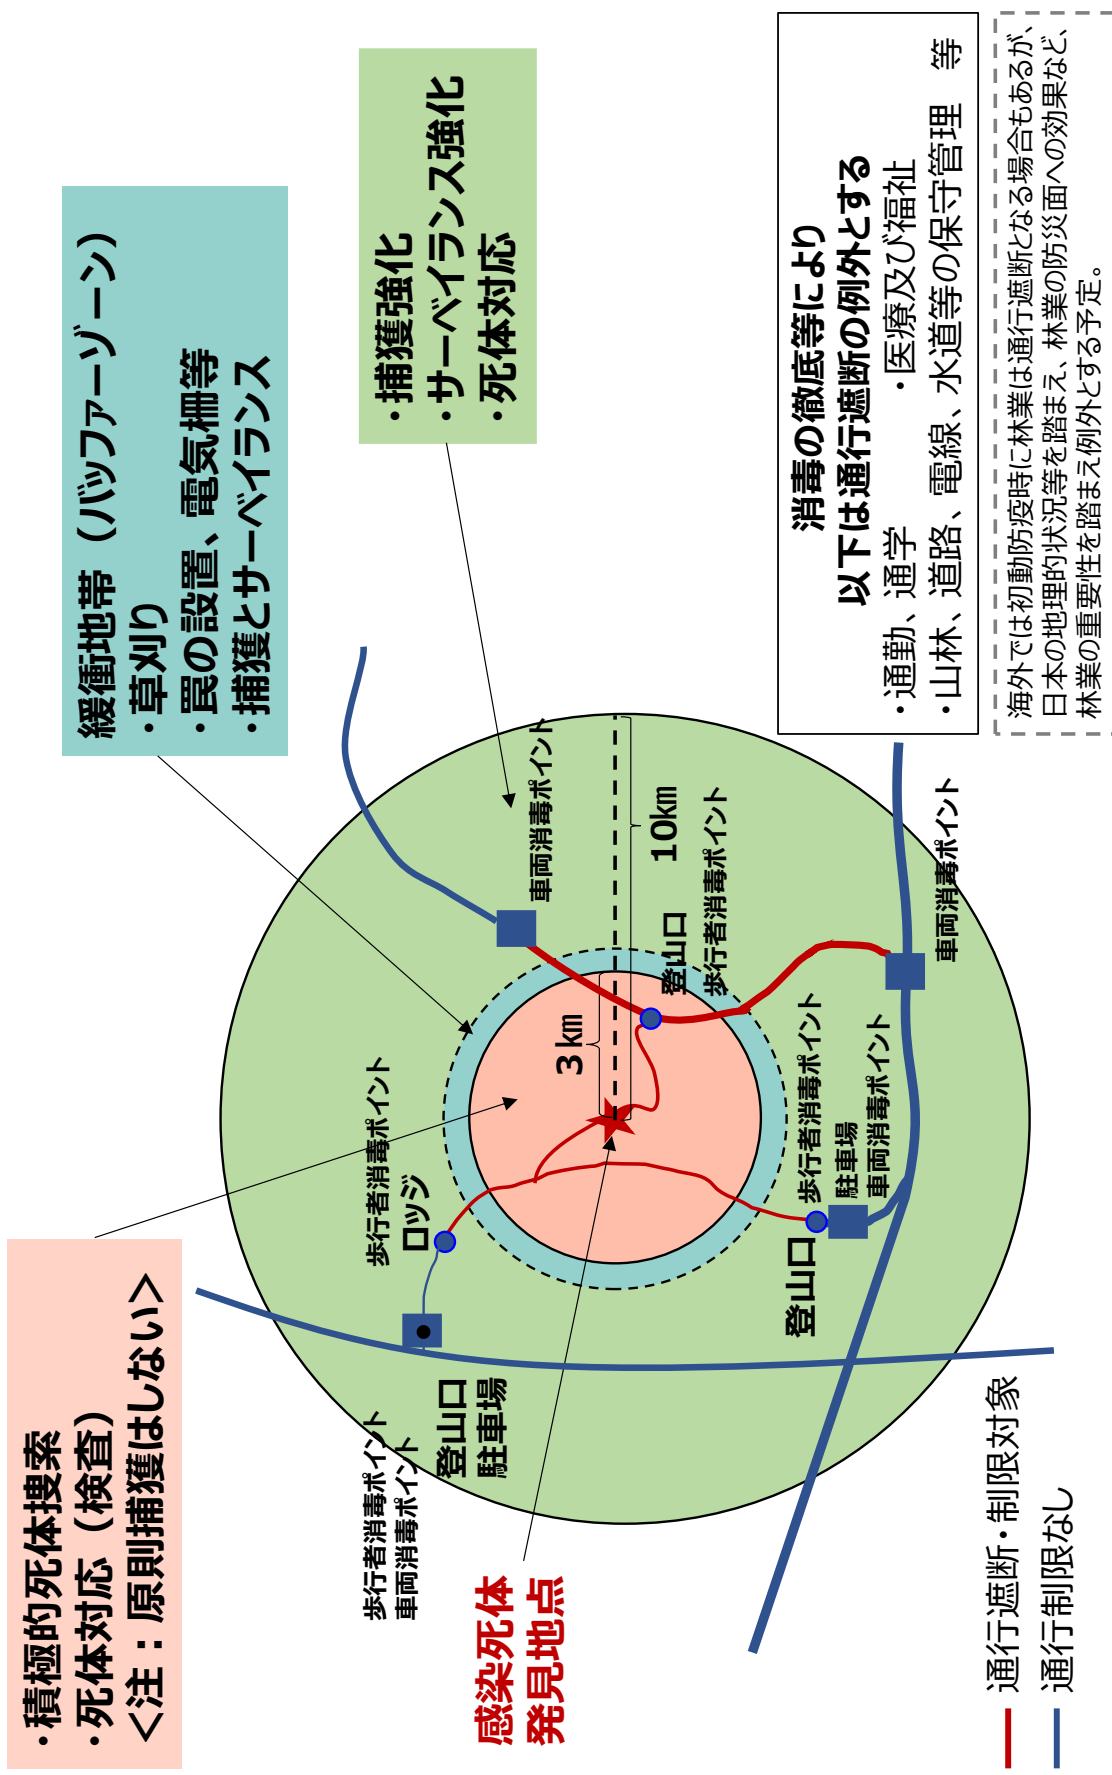 ・積極的死体捜索
・死体対応（検査）
＜注：原則捕獲はしない＞
緩衝地帯（バッファーゾーン）
・草刈り
・罠の設置、電気柵等
・捕獲とサーベイランス
・捕獲強化
・サーベイランス強化
・死体対応
歩行者消毒ポイント
車両消毒ポイント
登山口
駐車場
歩行者消毒ポイント
ロッジ
車両消毒ポイント
3㎞
10㎞
登山口
歩行者消毒ポイント
感染死体
発見地点
登山口
歩行者消毒ポイント
駐車場
車両消毒ポイント
車両消毒ポイント
消毒の徹底等により
以下は通行遮断の例外とする
・通勤、通学　　・医療及び福祉
・山林、道路、電線、水道等の保守管理　等
海外では初動防疫時に林業は通行遮断となる場合もあるが、
日本の地理的状況等を踏まえ、林業の防災面への効果など、
林業の重要性を踏まえ例外とする予定。
通行遮断・制限対象
通行制限なし